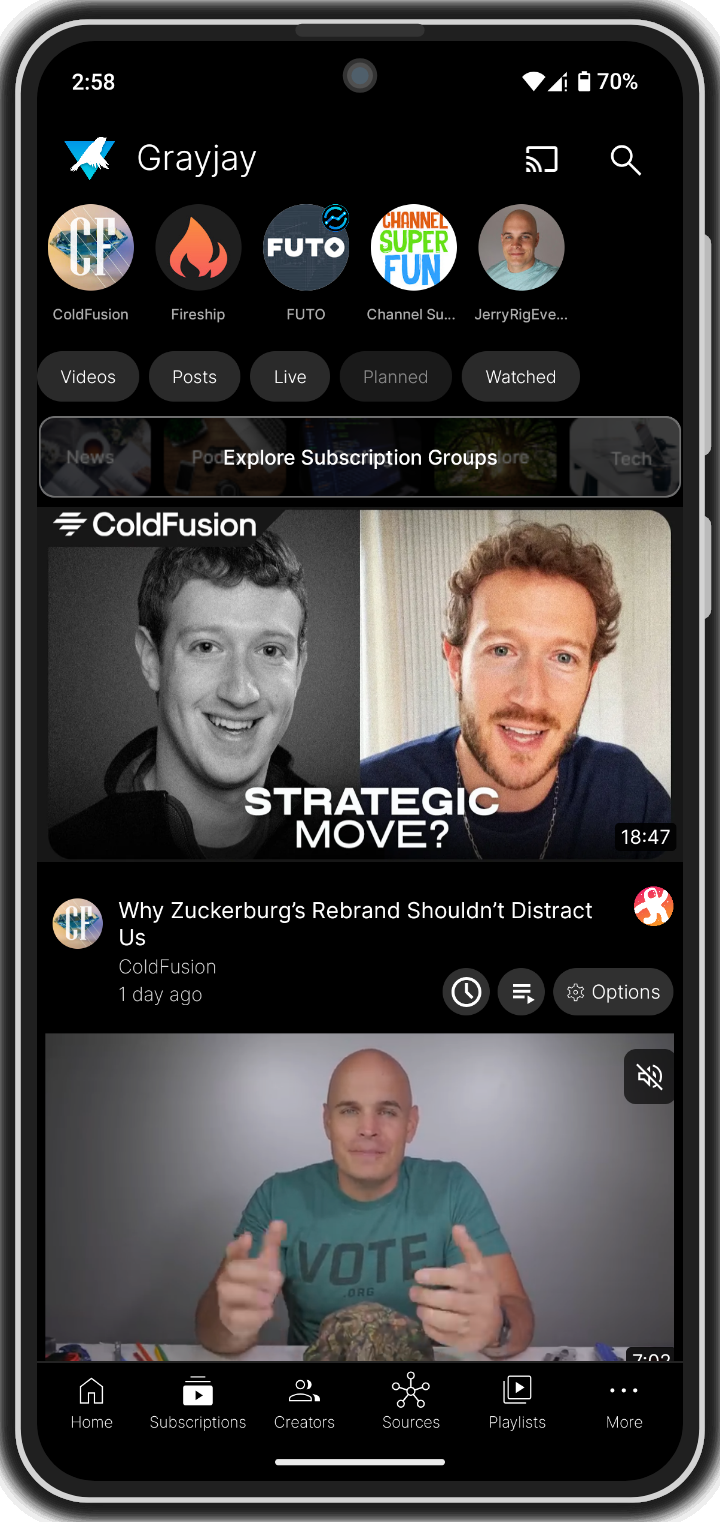 2:58
70%
Grayjay
CF
FUTO
CHANNEL
SUPER
FUN
ColdFusion
Fireship
FUTO
Channel Su...
JerryRigEve...
Videos
Posts
Live
Planned
Watched
News
Explore Subscription Groups
Tech
ColdFusion
STRATEGIC
MOVE?
18:47
CF
Why Zuckerburg’s Rebrand Shouldn’t Distract
Us
ColdFusion
1 day ago
Options
VOTE
.ORG
7:02
Home
Subscriptions
Creators
Sources
Playlists
More